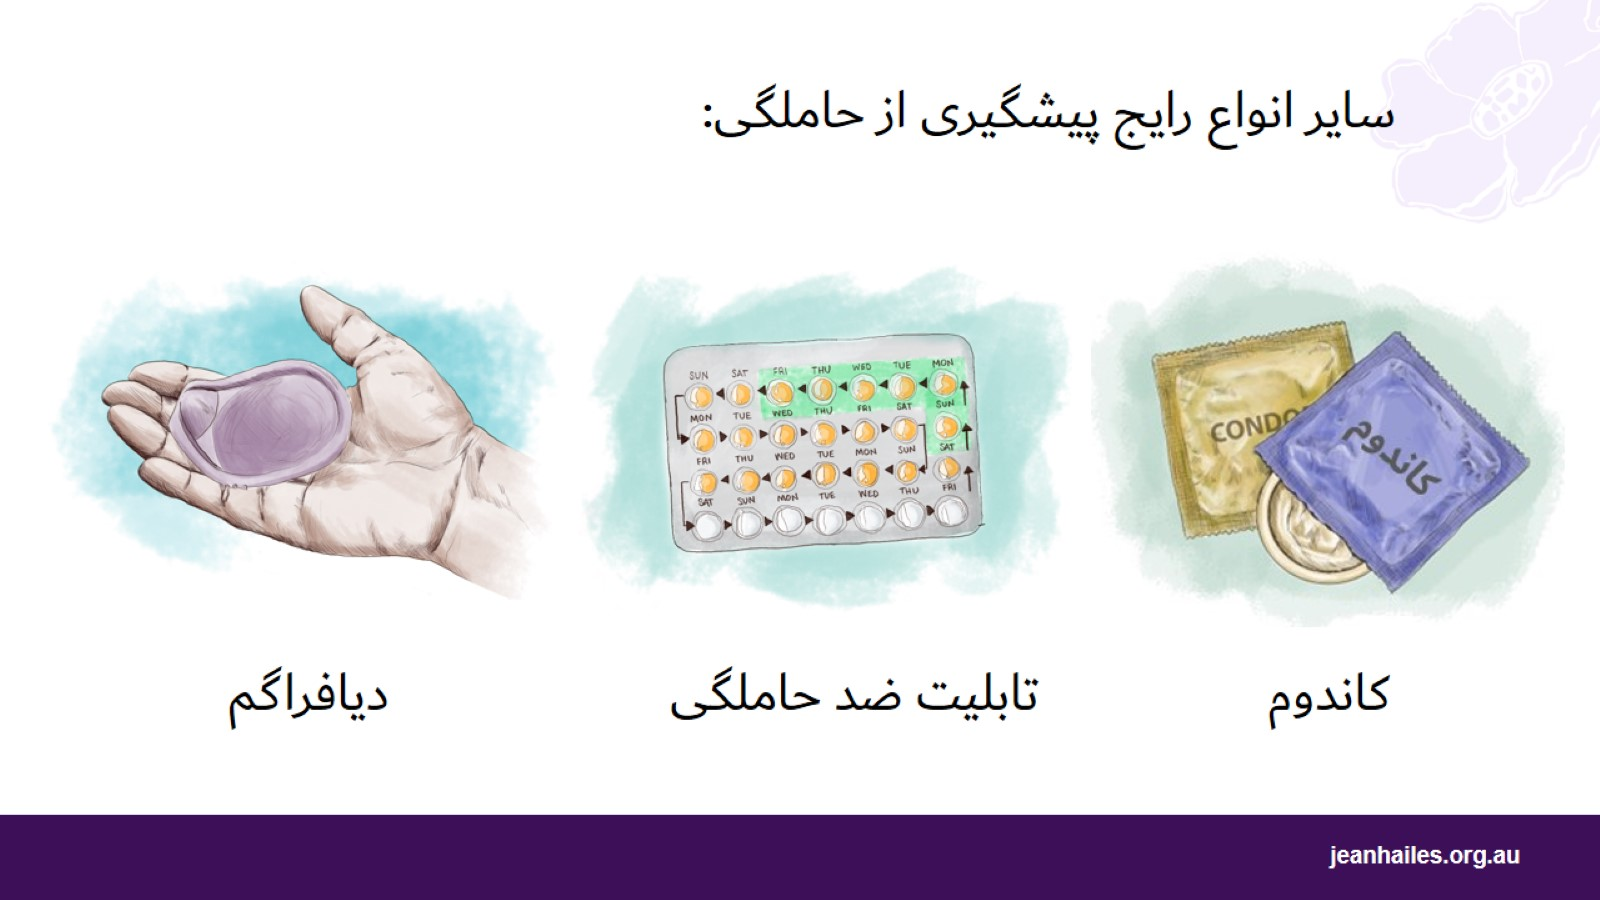 سایر انواع رایج پیشگیری از حاملگی:
CONDO
کاندوم
SUN SAT FRI THU WED TUE MON
MON TUE WED THU FRI SAT SUN
FRI THU WED TUE MON SUN SAT
SAT SUN MON TUE WED THU FRI
کاندوم
تابلیت ضد حاملگی
دیافراگم
jeanhailes.org.au